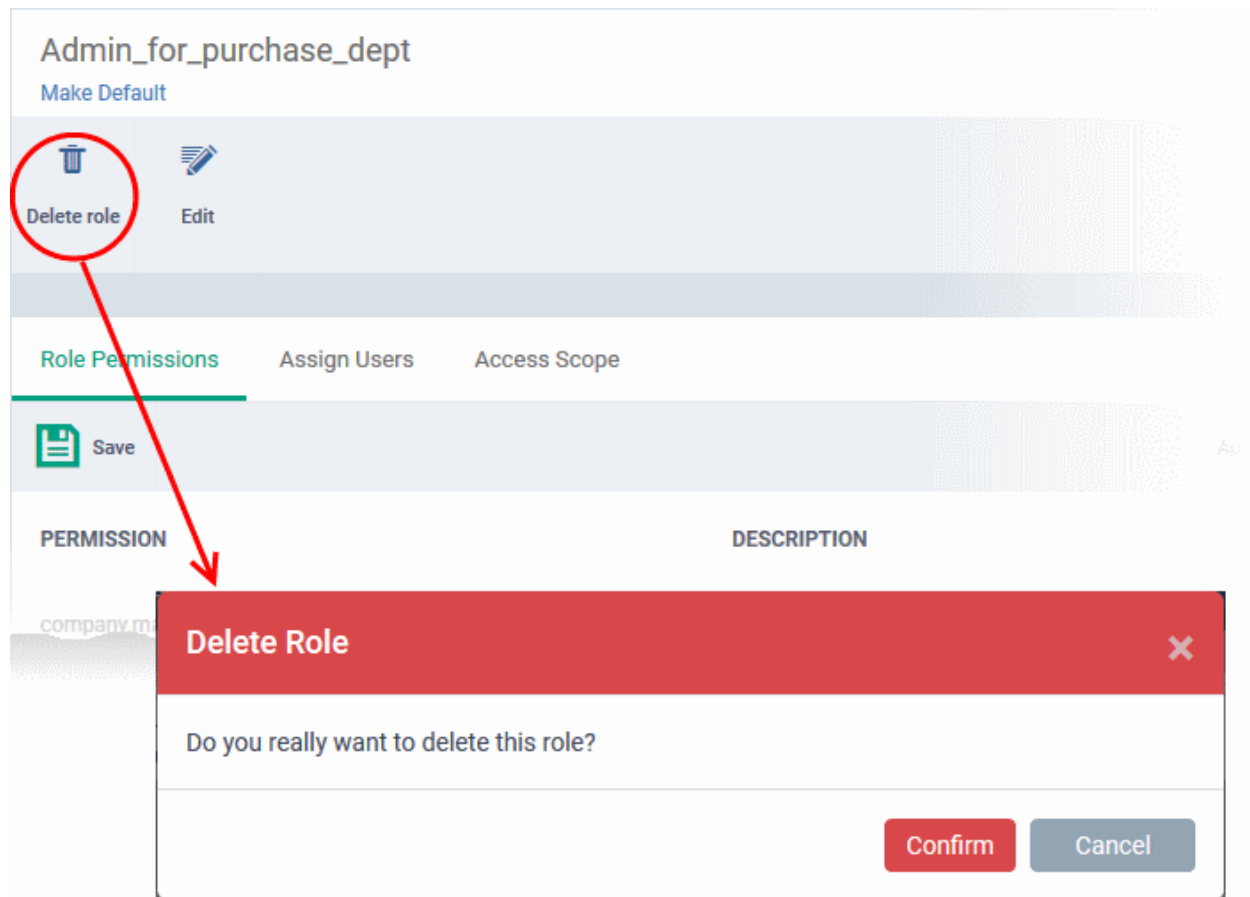 Admin_for_purchase_dept
Make Default
Delete role Edit
Role Permissions Assign Users Access Scope
Save
PERMISSION DESCRIPTION
Delete Role
Do you really want to delete this role?
Confirm Cancel